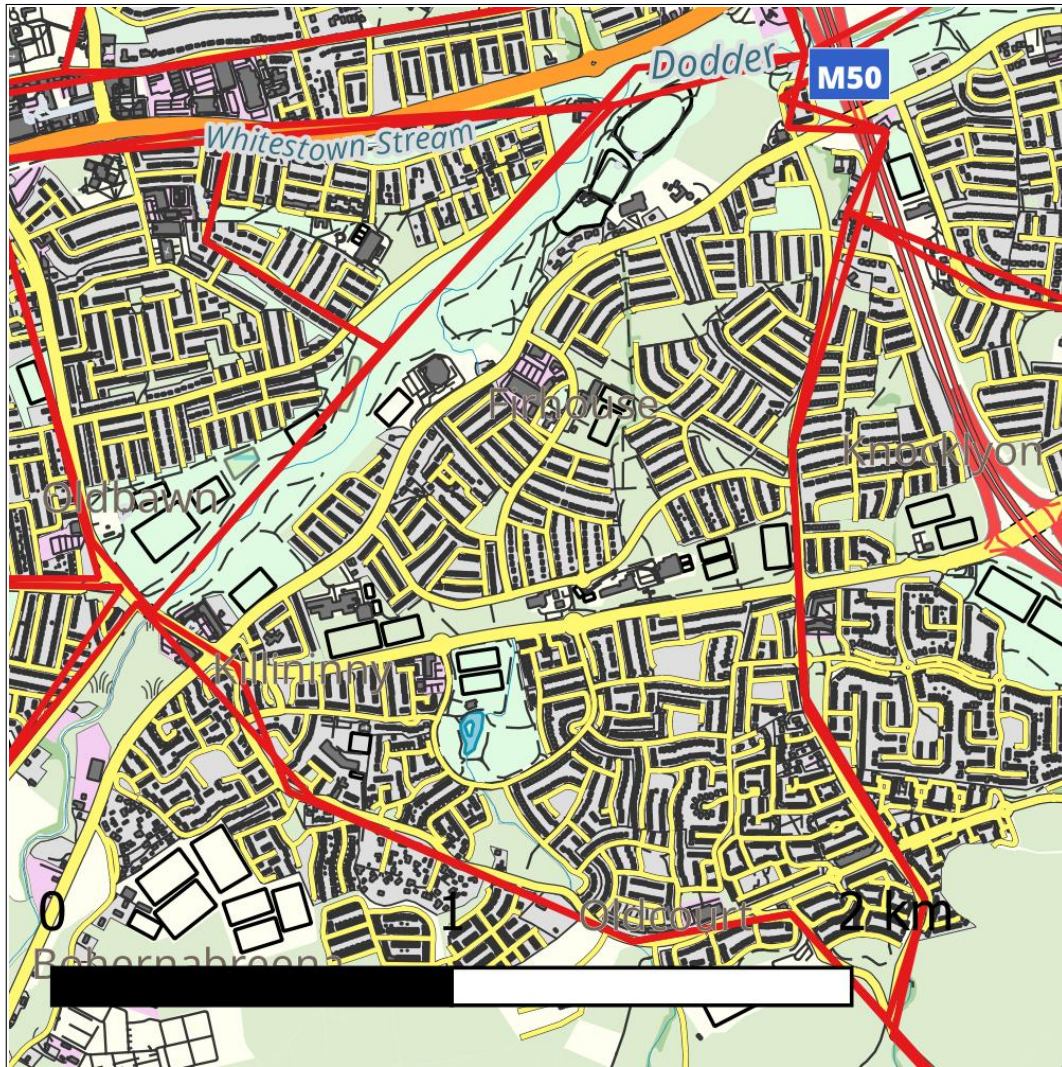 Dodder
M50
Whitestown-Stream
Firhouse
Knocklyon
Oldbawn
Killininny
0
1
2 km
Oldcourt
Bohernabreena